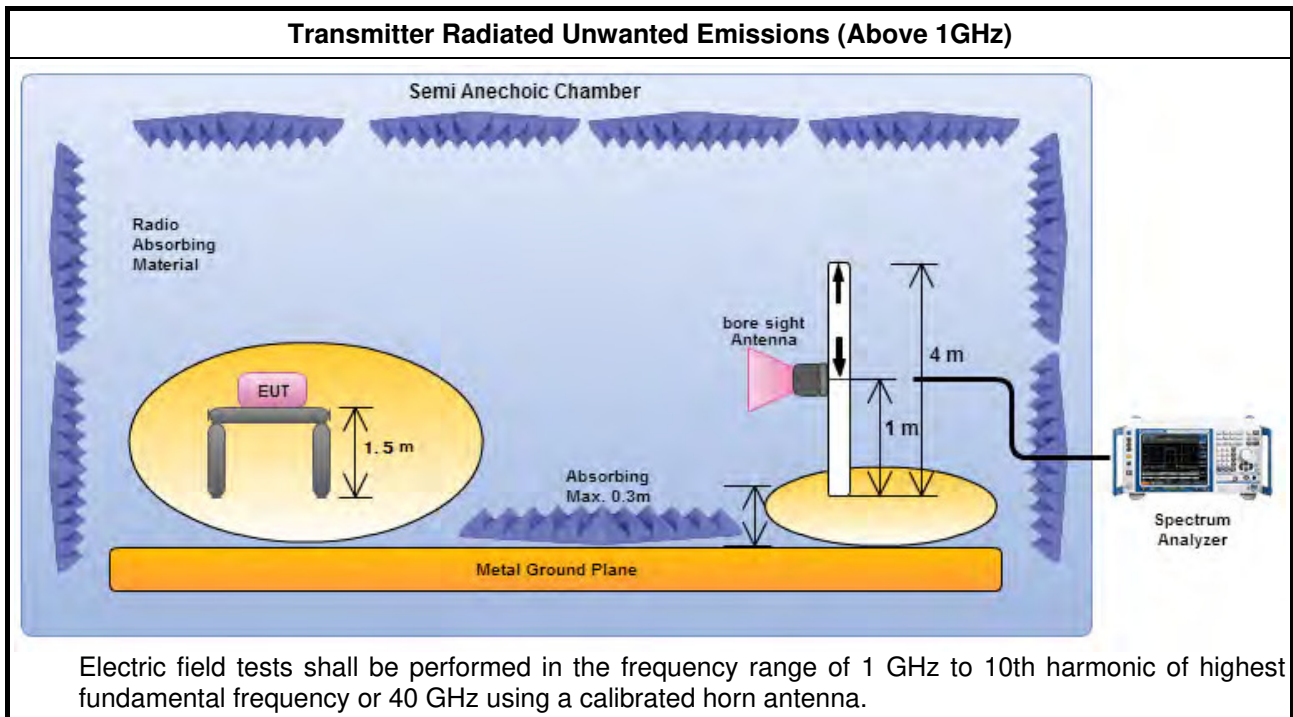 Transmitter Radiated Unwanted Emissions (Above 1GHz)
Semi Anechoic Chamber
Radio
Absorbing
Material
bore sight
Antenna
4 m
EUT
1.5 m
1 m
Absorbing
Max. 0.3m
Spectrum
Analyzer
Metal Ground Plane
Electric field tests shall be performed in the frequency range of 1 GHz to 10th harmonic of highest
fundamental frequency or 40 GHz using a calibrated horn antenna.